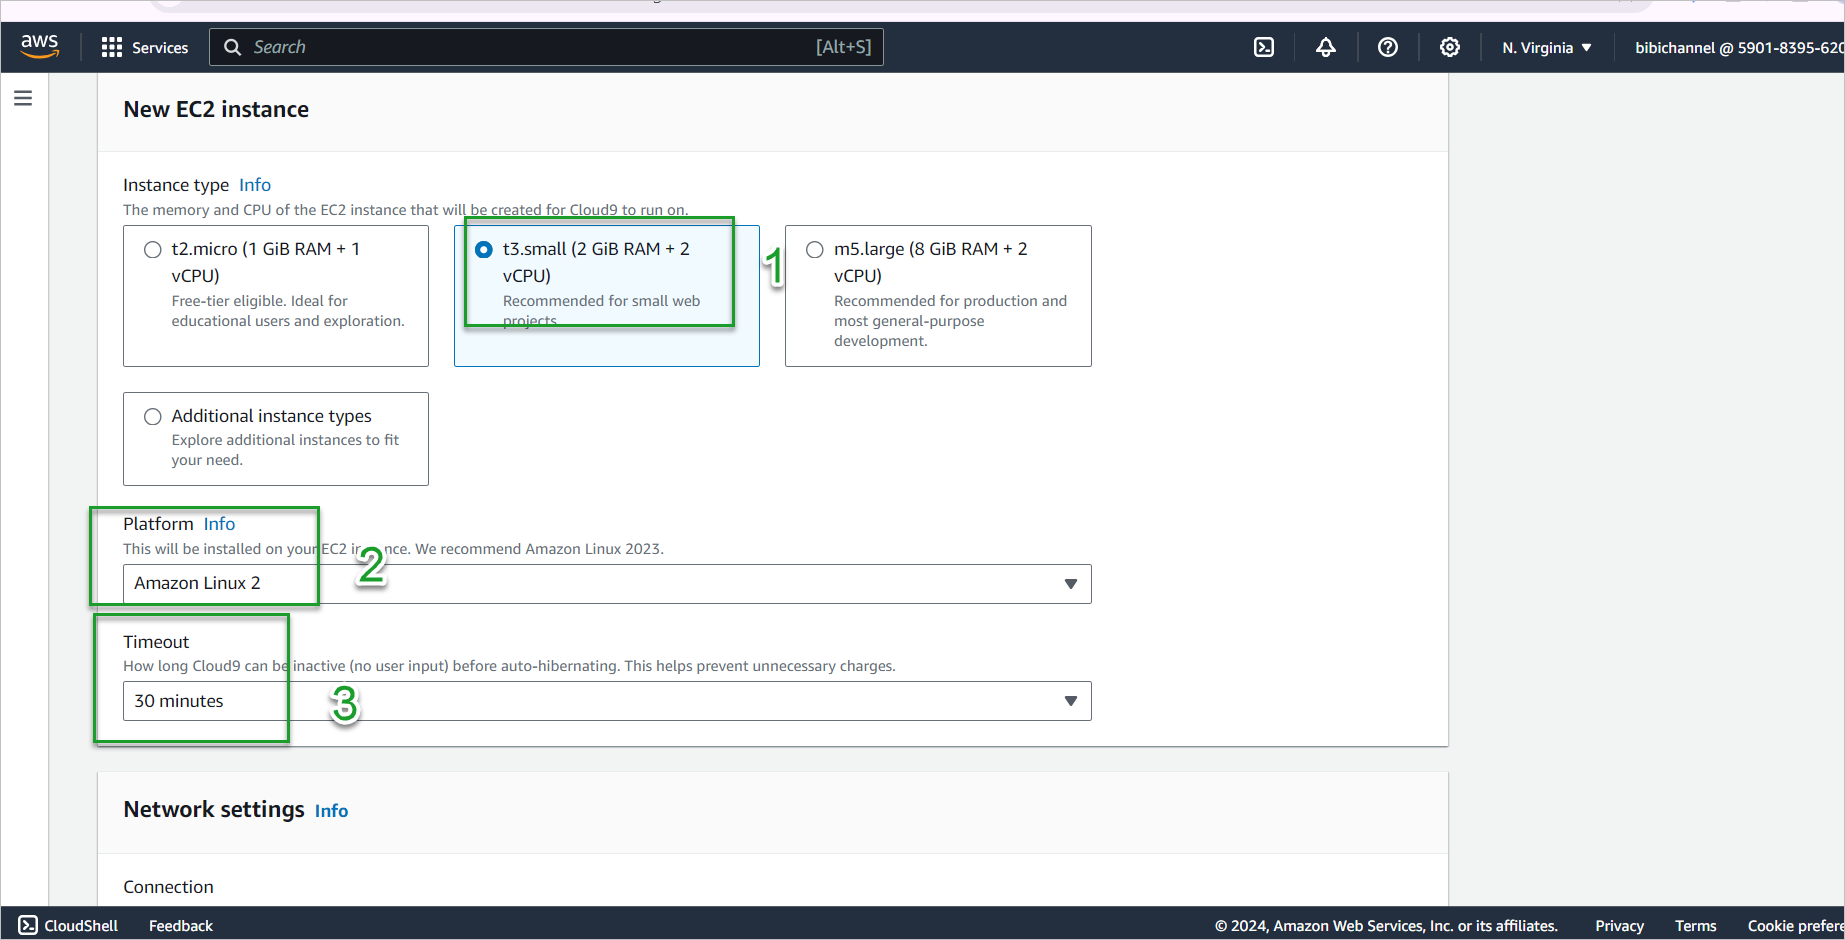 aws
Services
Search
[Alt+S]
N. Virginia
bibichannel @ 5901-8395-620
New EC2 instance
Instance type Info
The memory and CPU of the EC2 instance that will be created for Cloud9 to run on.
t2.micro (1 GiB RAM + 1
vCPU)
Free-tier eligible. Ideal for
educational users and exploration.
t3.small (2 GiB RAM + 2
vCPU)
Recommended for small web
projects.
1
m5.large (8 GiB RAM + 2
vCPU)
Recommended for production and
most general-purpose
development.
Additional instance types
Explore additional instances to fit
your need.
Platform Info
This will be installed on your EC2 instance. We recommend Amazon Linux 2023.
Amazon Linux 2
2
Timeout
How long Cloud9 can be inactive (no user input) before auto-hibernating. This helps prevent unnecessary charges.
30 minutes
3
Network settings Info
Connection
CloudShell
Feedback
© 2024, Amazon Web Services, Inc. or its affiliates.
Privacy
Terms
Cookie prefere